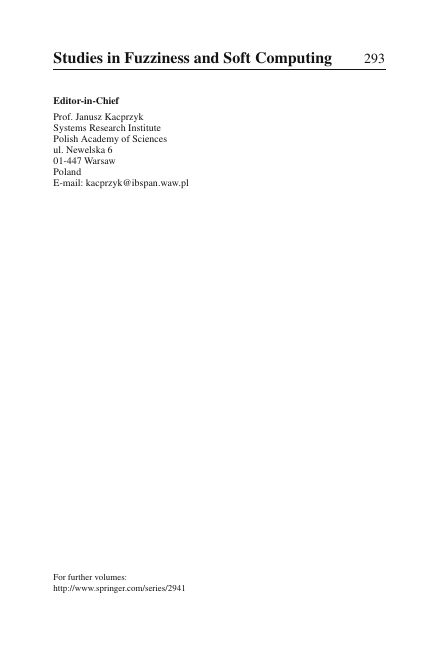 Studies in Fuzziness and Soft Computing 293
Editor-in-Chief
Prof. Janusz Kacprzyk
Systems Research Institute
Polish Academy of Sciences
ul. Newelska 6
01-447 Warsaw
Poland
E-mail: kacprzyk@ibspan.waw.pl
For further volumes:
http://www.springer.com/series/2941